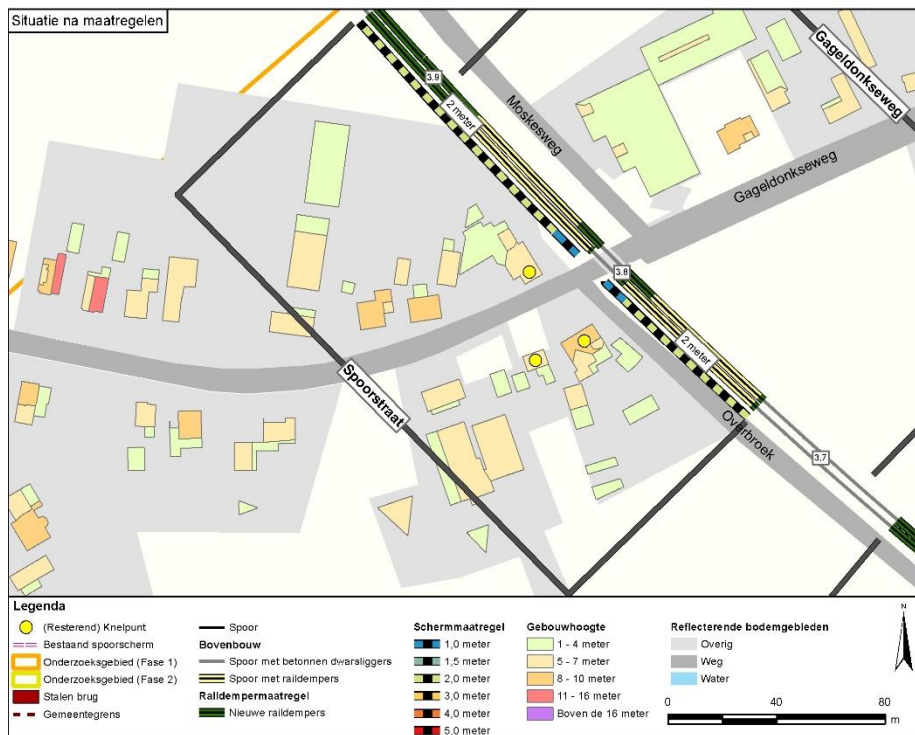 Situatie na maatregelen
3.9
2 meter
Moskesweg
Gageldonkseweg
Gageldonkseweg
3.8
2 meter
Spoorstraat
Overbroek
3,7
Legenda
(Resterend) Knelpunt
Bestaand spoorscherm
Onderzoeksgebied (Fase 1)
Onderzoeksgebied (Fase 2)
Stalen brug
Gemeentegrens
Spoor
Bovenbouw
Spoor met betonnen dwarsliggers
Spoor met raildempers
Raildempermaatregel
Nieuwe raildempers
Schermmaatregel
1,0 meter
1,5 meter
2,0 meter
3,0 meter
4,0 meter
5,0 meter
Gebouwhoogte
1 - 4 meter
5 - 7 meter
8 - 10 meter
11 - 16 meter
Boven de 16 meter
Reflecterende bodemgebieden
Overig
Weg
Water
N
0 40 80
m